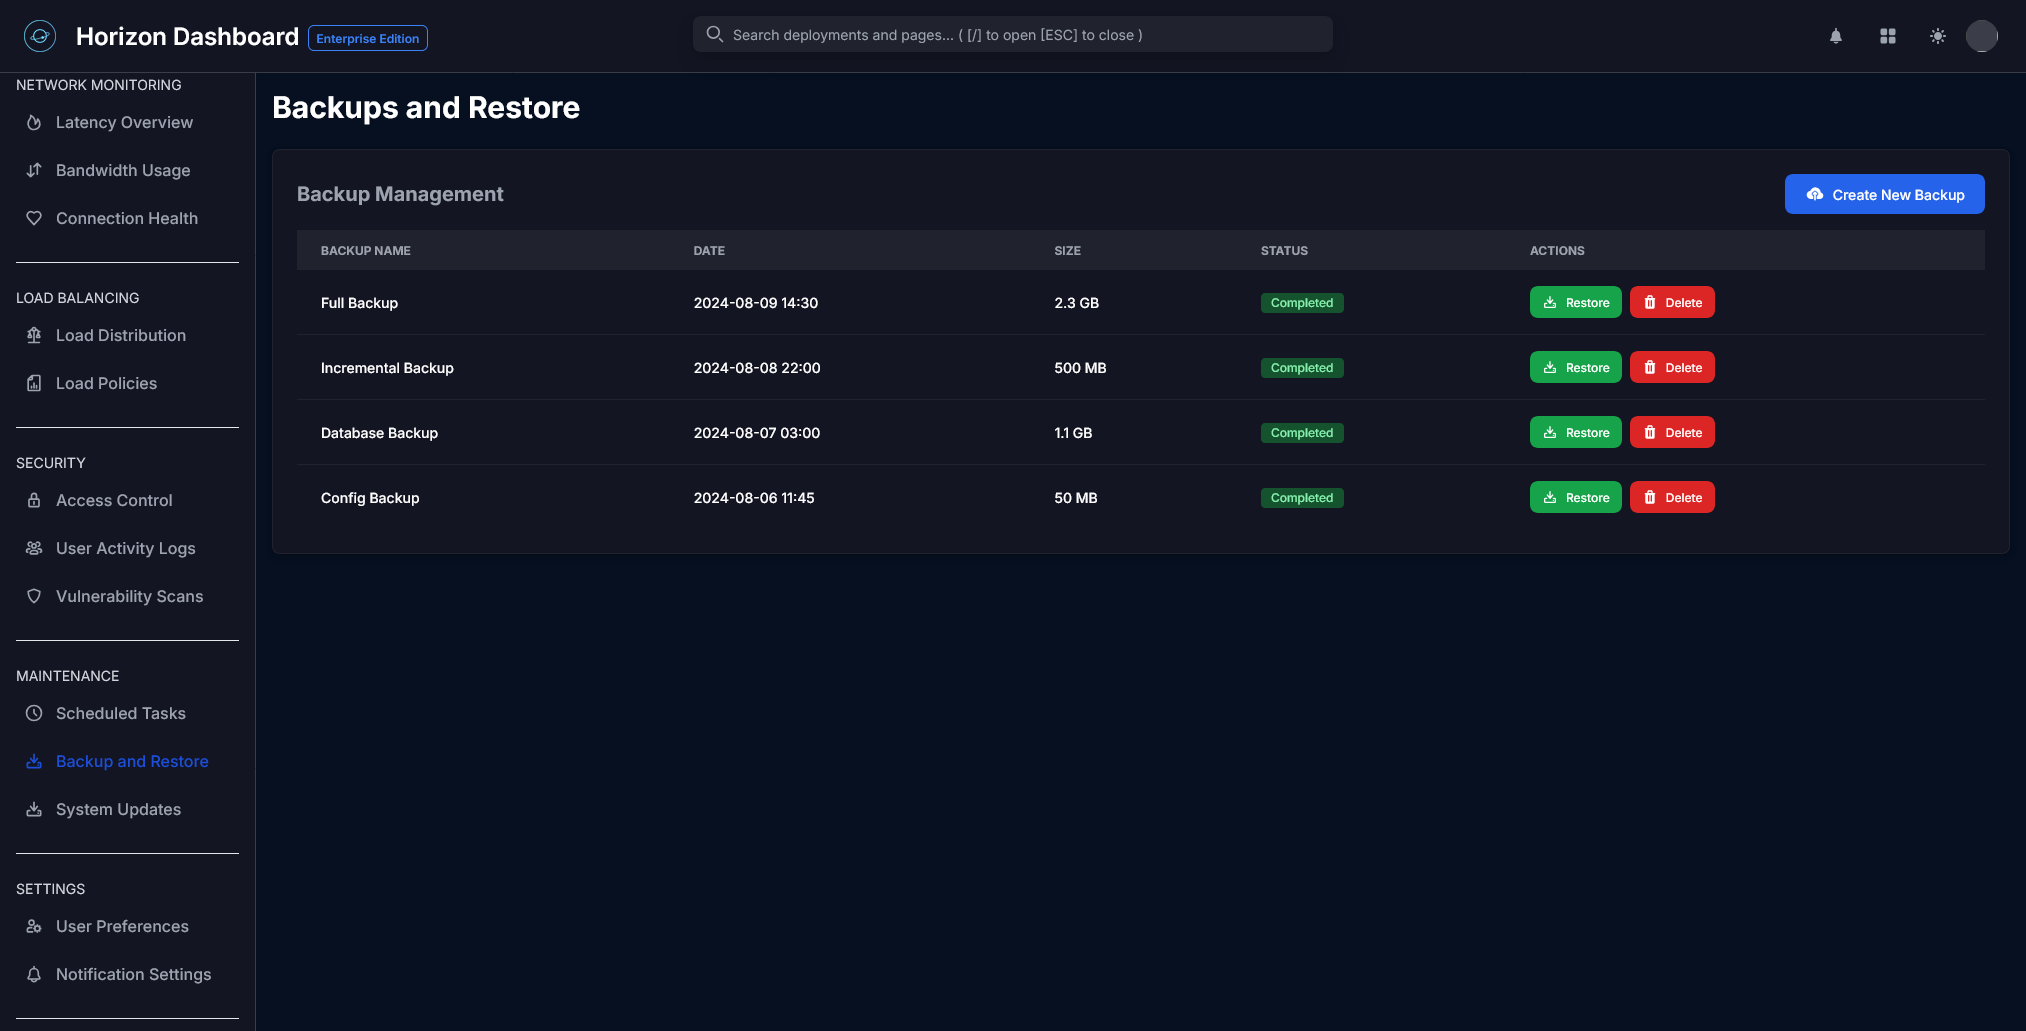 Horizon Dashboard Enterprise Edition
Search deployments and pages... ( [/] to open [ESC] to close )
NETWORK MONITORING
Latency Overview
Bandwidth Usage
Connection Health
LOAD BALANCING
Load Distribution
Load Policies
SECURITY
Access Control
User Activity Logs
Vulnerability Scans
MAINTENANCE
Scheduled Tasks
Backup and Restore
System Updates
SETTINGS
User Preferences
Notification Settings
Backups and Restore
Backup Management
Create New Backup
BACKUP NAME DATE SIZE STATUS ACTIONS
Full Backup 2024-08-09 14:30 2.3 GB Completed Restore Delete
Incremental Backup 2024-08-08 22:00 500 MB Completed Restore Delete
Database Backup 2024-08-07 03:00 1.1 GB Completed Restore Delete
Config Backup 2024-08-06 11:45 50 MB Completed Restore Delete